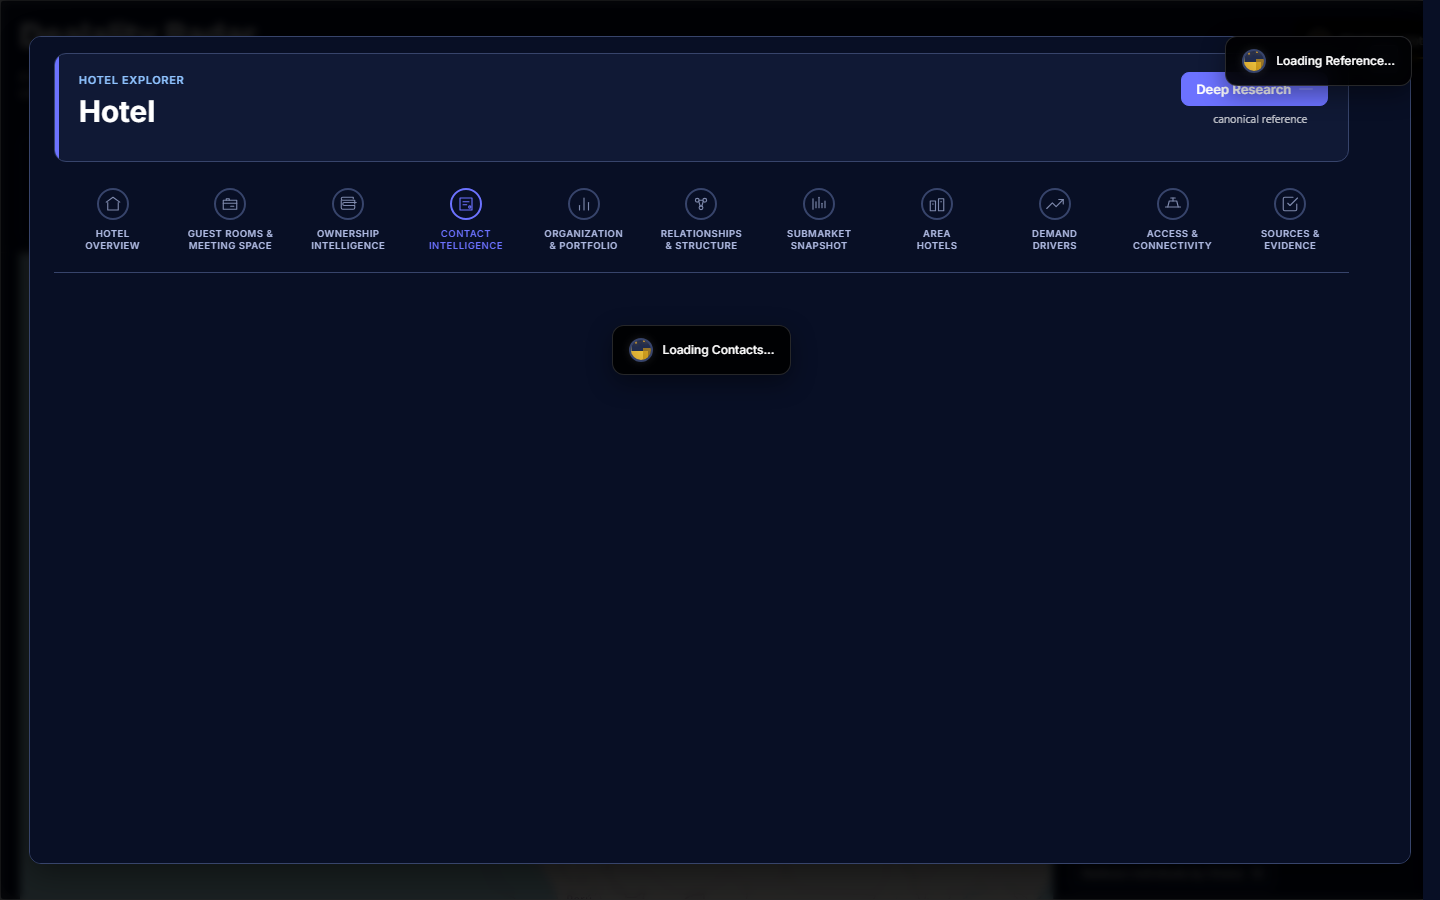 HOTEL EXPLORER
Hotel
Loading Reference...
Deep Research
canonical reference
HOTEL
OVERVIEW
GUEST ROOMS &
MEETING SPACE
OWNERSHIP
INTELLIGENCE
CONTACT
INTELLIGENCE
ORGANIZATION
& PORTFOLIO
RELATIONSHIPS
& STRUCTURE
SUBMARKET
SNAPSHOT
AREA
HOTELS
DEMAND
DRIVERS
ACCESS &
CONNECTIVITY
SOURCES &
EVIDENCE
Loading Contacts...